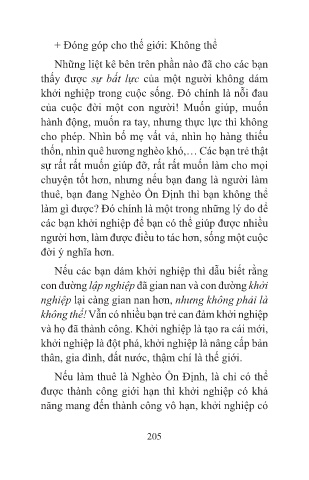 + Đóng góp cho thế giới: Không thể
Những liệt kê bên trên phần nào đã cho các bạn
thấy được sự bất lực của một người không dám
khởi nghiệp trong cuộc sống. Đó chính là nỗi đau
của cuộc đời một con người! Muốn giúp, muốn
hành động, muốn ra tay, nhưng thực lực thì không
cho phép. Nhìn bố mẹ vất vả, nhìn họ hàng thiếu
thốn, nhìn quê hương nghèo khó,… Các bạn trẻ thật
sự rất rất muốn giúp đỡ, rất rất muốn làm cho mọi
chuyện tốt hơn, nhưng nếu bạn đang là người làm
thuê, bạn đang Nghèo Ổn Định thì bạn không thể
làm gì được? Đó chính là một trong những lý do để
các bạn khởi nghiệp để bạn có thể giúp được nhiều
người hơn, làm được điều to tác hơn, sống một cuộc
đời ý nghĩa hơn.
Nếu các bạn dám khởi nghiệp thì dẫu biết rằng
con đường lập nghiệp đã gian nan và con đường khởi
nghiệp lại càng gian nan hơn, nhưng không phải là
không thể! Vẫn có nhiều bạn trẻ can đảm khởi nghiệp
và họ đã thành công. Khởi nghiệp là tạo ra cái mới,
khởi nghiệp là đột phá, khởi nghiệp là nâng cấp bản
thân, gia đình, đất nước, thậm chí là thế giới.
Nếu làm thuê là Nghèo Ổn Định, là chỉ có thể
được thành công giới hạn thì khởi nghiệp có khả
năng mang đến thành công vô hạn, khởi nghiệp có
205